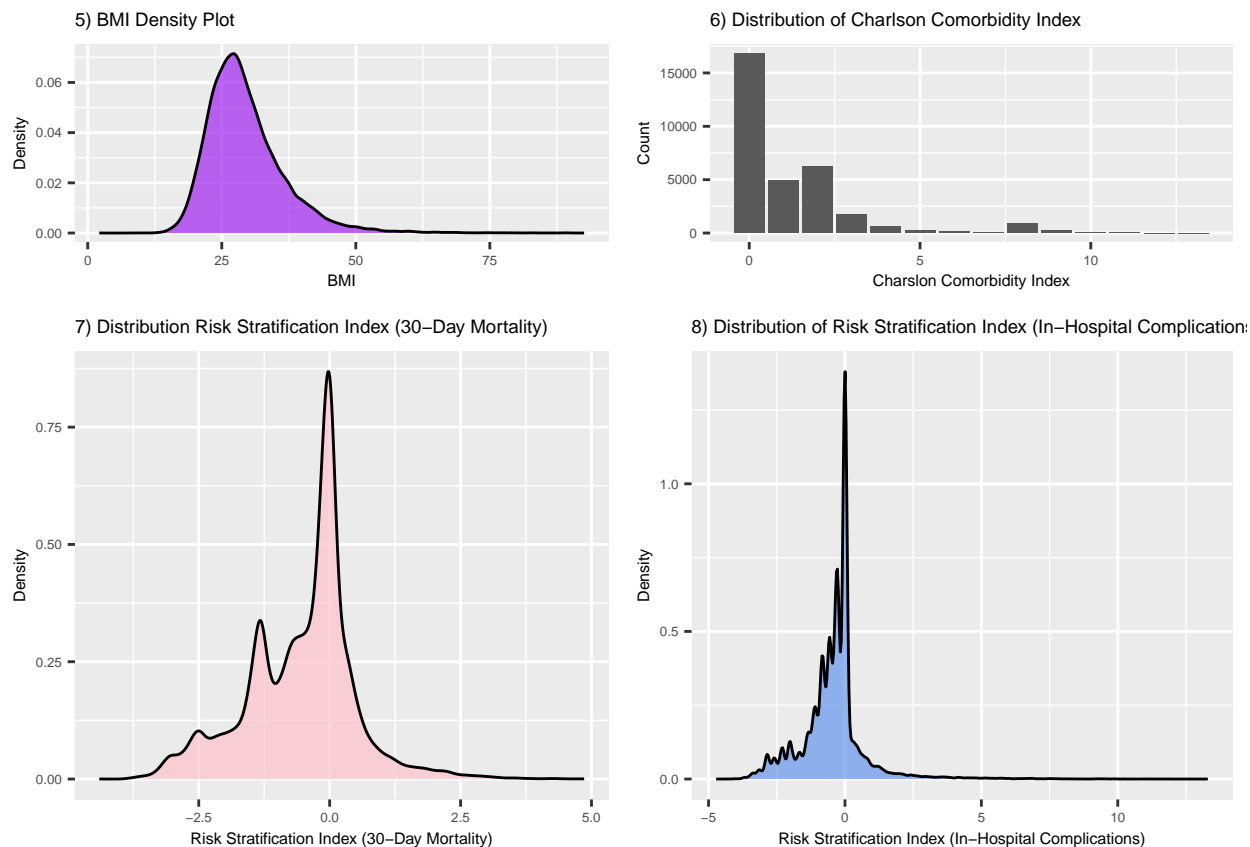 5) BMI Density Plot
0.06
0.04
0.02
0.00
Density
0
25
50
75
BMI
6) Distribution of Charlson Comorbidity Index
15000
10000
5000
0
Count
0
5
10
Charslon Comorbidity Index
7) Distribution Risk Stratification Index (30−Day Mortality)
0.75
0.50
0.25
0.00
Density
−2.5
0.0
2.5
5.0
Risk Stratification Index (30−Day Mortality)
8) Distribution of Risk Stratification Index (In−Hospital Complications
1.0
0.5
0.0
Density
−5
0
5
10
Risk Stratification Index (In−Hospital Complications)